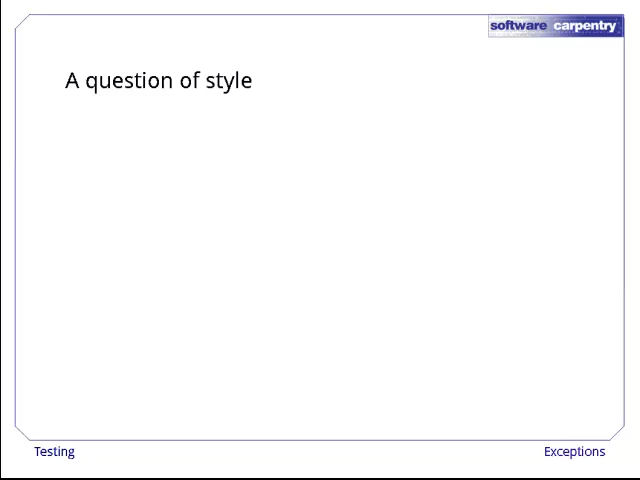 software carpentry
A question of style
Testing
Exceptions